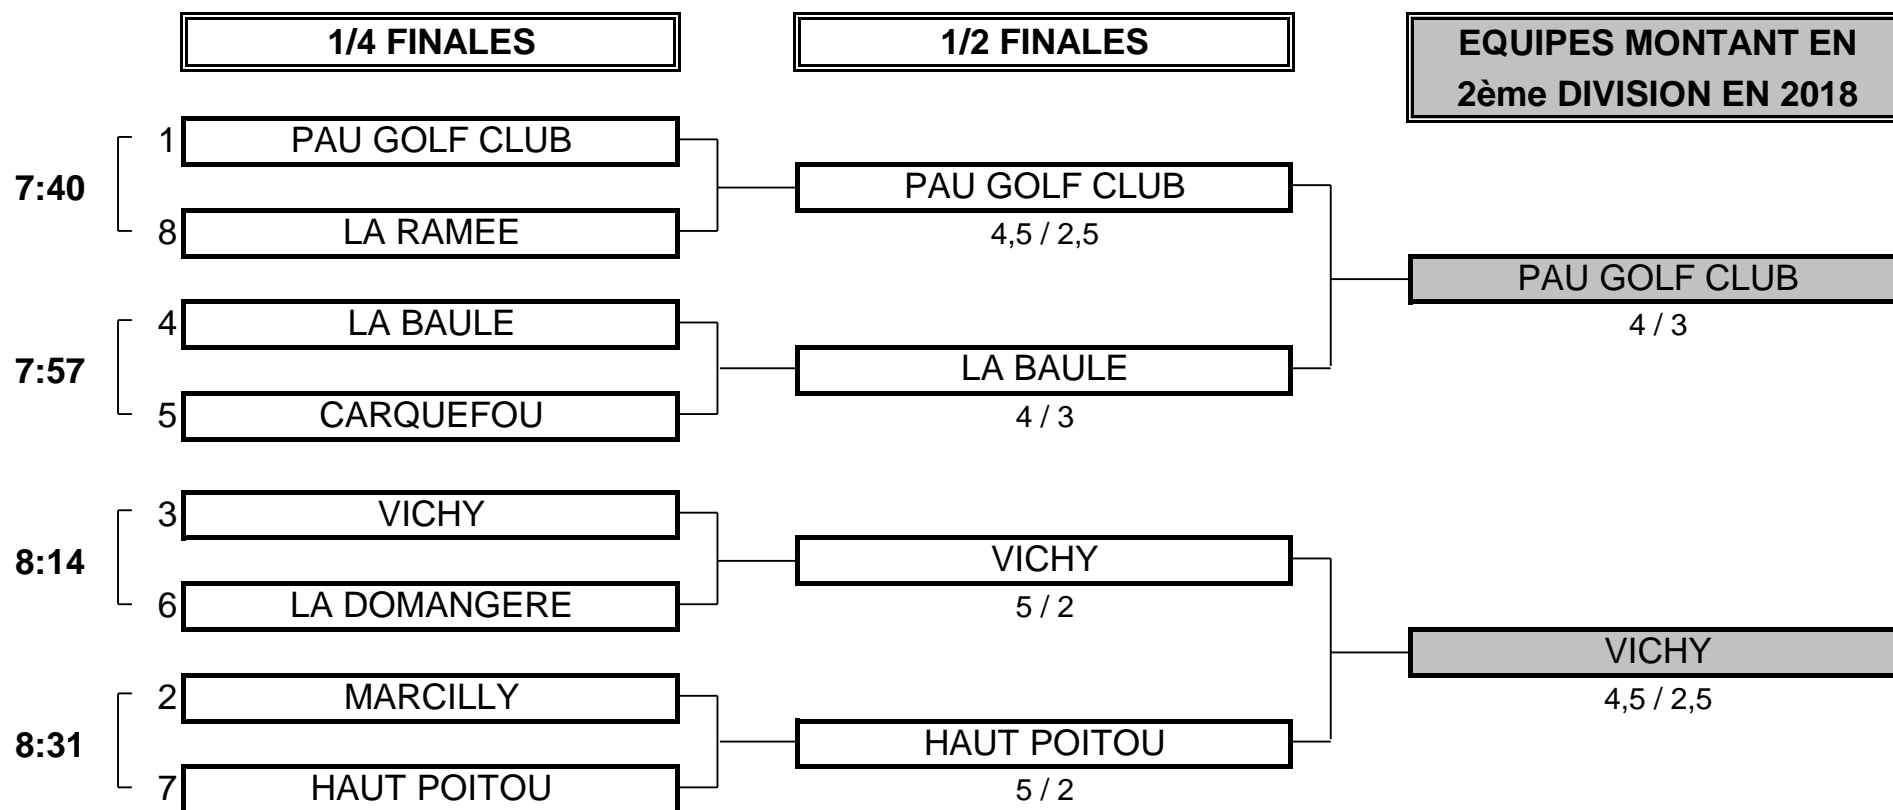 1/4 FINALES
1/2 FINALES
EQUIPES MONTANT EN
2ème DIVISION EN 2018
7:40
1 PAU GOLF CLUB
8 LA RAMEE
PAU GOLF CLUB
4,5 / 2,5
PAU GOLF CLUB
4 / 3
7:57
4 LA BAULE
5 CARQUEFOU
LA BAULE
4 / 3
8:14
3 VICHY
6 LA DOMANGERE
VICHY
5 / 2
VICHY
4,5 / 2,5
8:31
2 MARCILLY
7 HAUT POITOU
HAUT POITOU
5 / 2